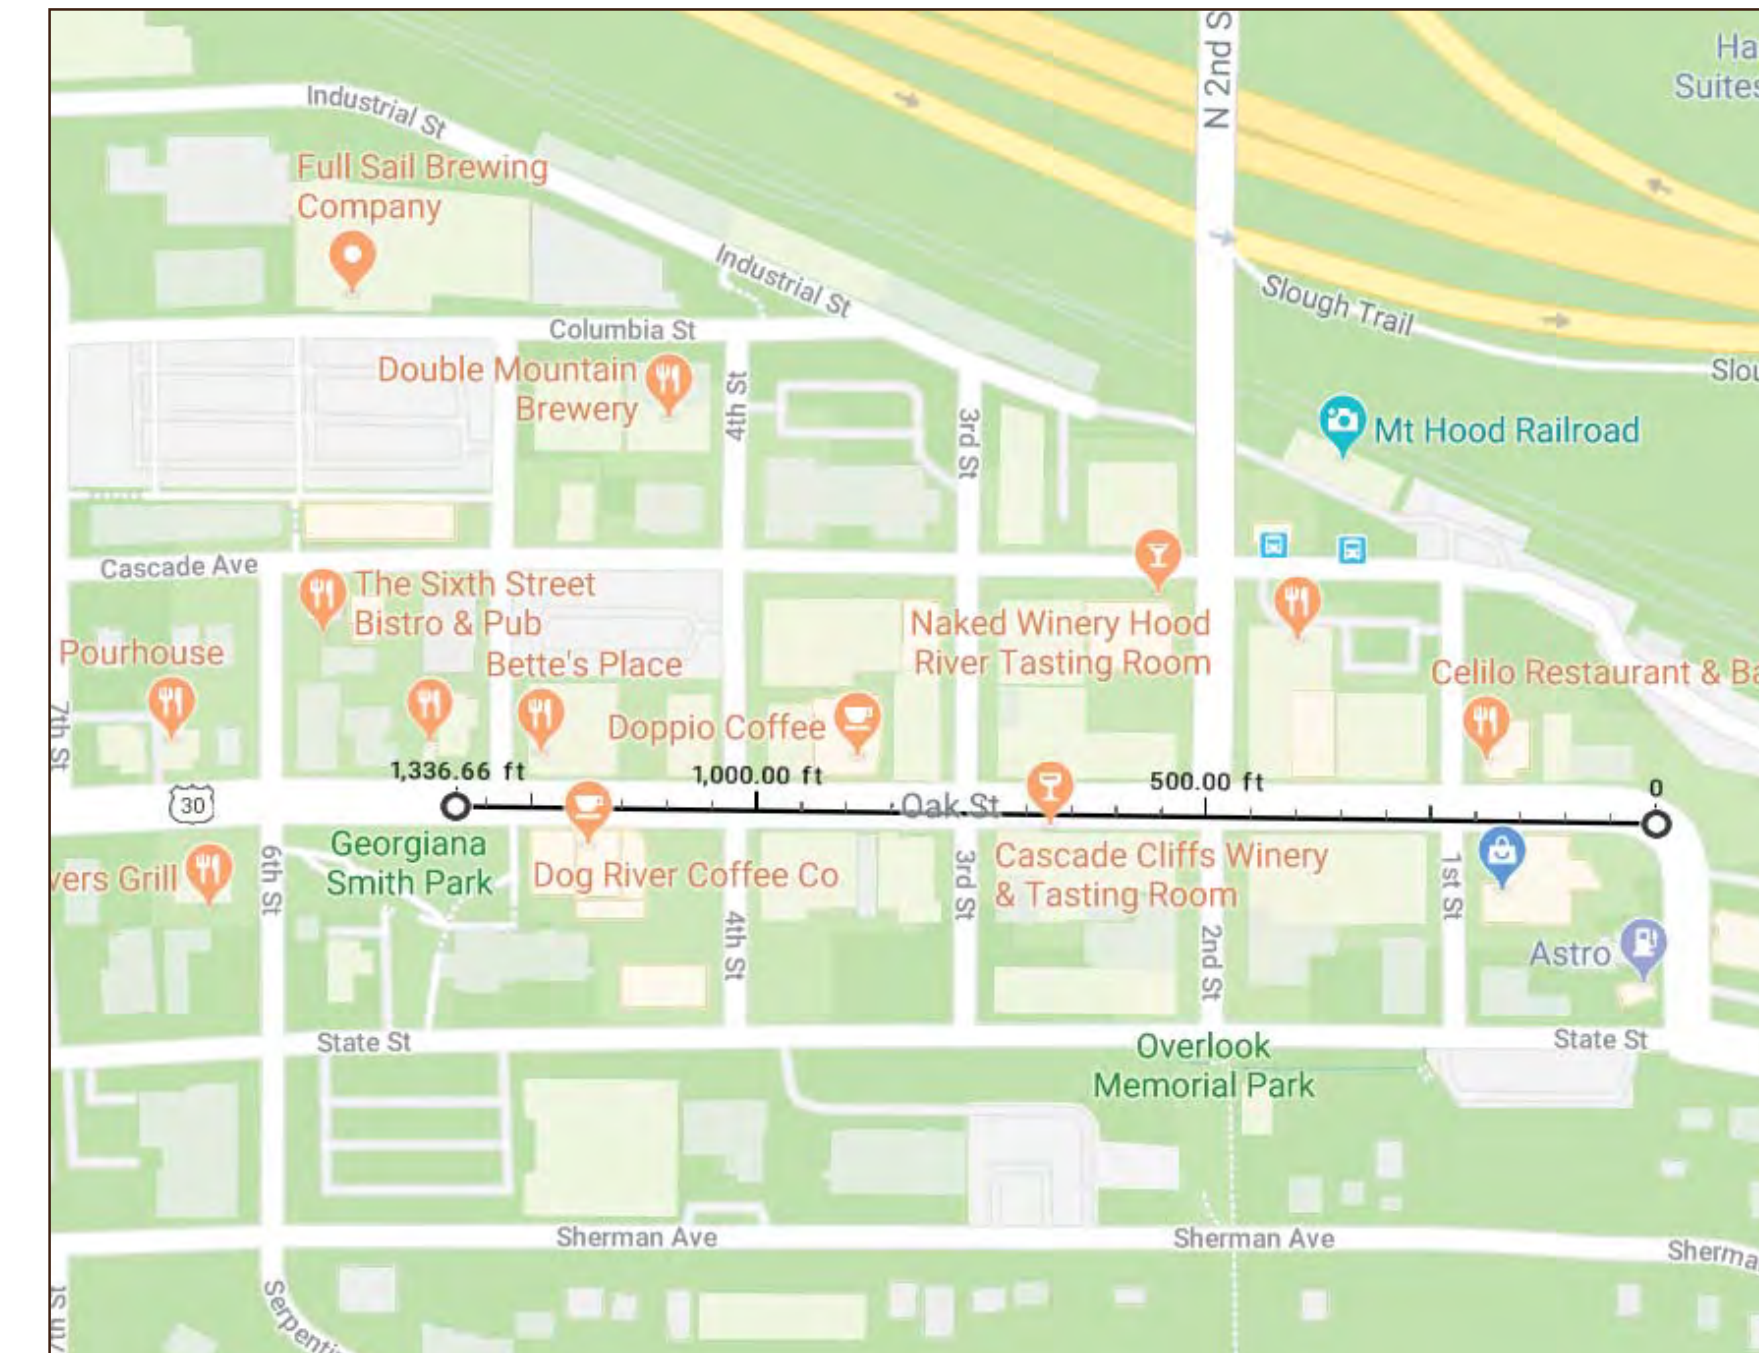 N 2nd S
Ha
Suites
Industrial St
Full Sail Brewing
Company
Industrial St
Slough Trail
Columbia St
Slou
Double Mountain
Brewery
4th St
3rd St
Mt Hood Railroad
Cascade Ave
The Sixth Street
Bistro & Pub
Pourhouse
Bette's Place
Naked Winery Hood
River Tasting Room
Celilo Restaurant & Ba
7th St
Doppio Coffee
1,336.66 ft
1,000.00 ft
500.00 ft
0
30
Oak St
Georgiana
Smith Park
vers Grill
6th St
Dog River Coffee Co
3rd St
Cascade Cliffs Winery
& Tasting Room
1st St
4th St
2nd St
Astro
State St
Overlook
Memorial Park
State St
Sherman Ave
Sherman Ave
Sherma
7th St
Serpenti